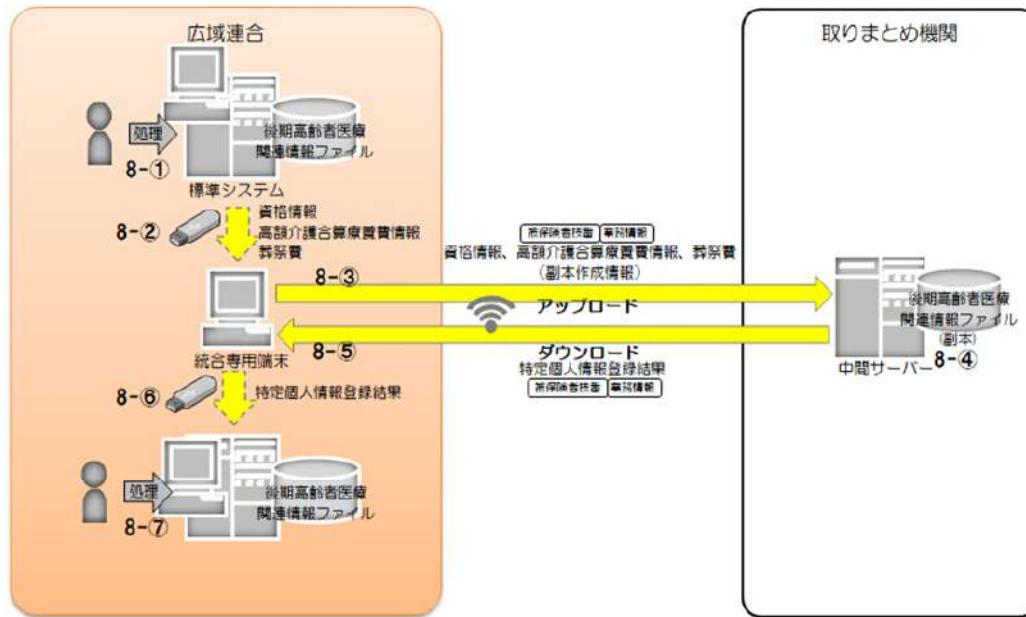 広域連合
取りまとめ機関
処理
8-①
後期高齢者医療
関連情報ファイル
標準システム
8-②
資格情報
高額介護合算療養費情報
葬祭費
被保険者枝番
業務情報
資格情報、高額介護合算療養費情報、葬祭費
(副本作成情報)
8-③
アップロード
後期高齢者医療
関連情報ファイル
(副本)
8-④
中間サーバー
統合専用端末
8-⑤
ダウンロード
特定個人情報登録結果
被保険者枝番
業務情報
8-⑥
特定個人情報登録結果
処理
8-⑦
後期高齢者医療
関連情報ファイル